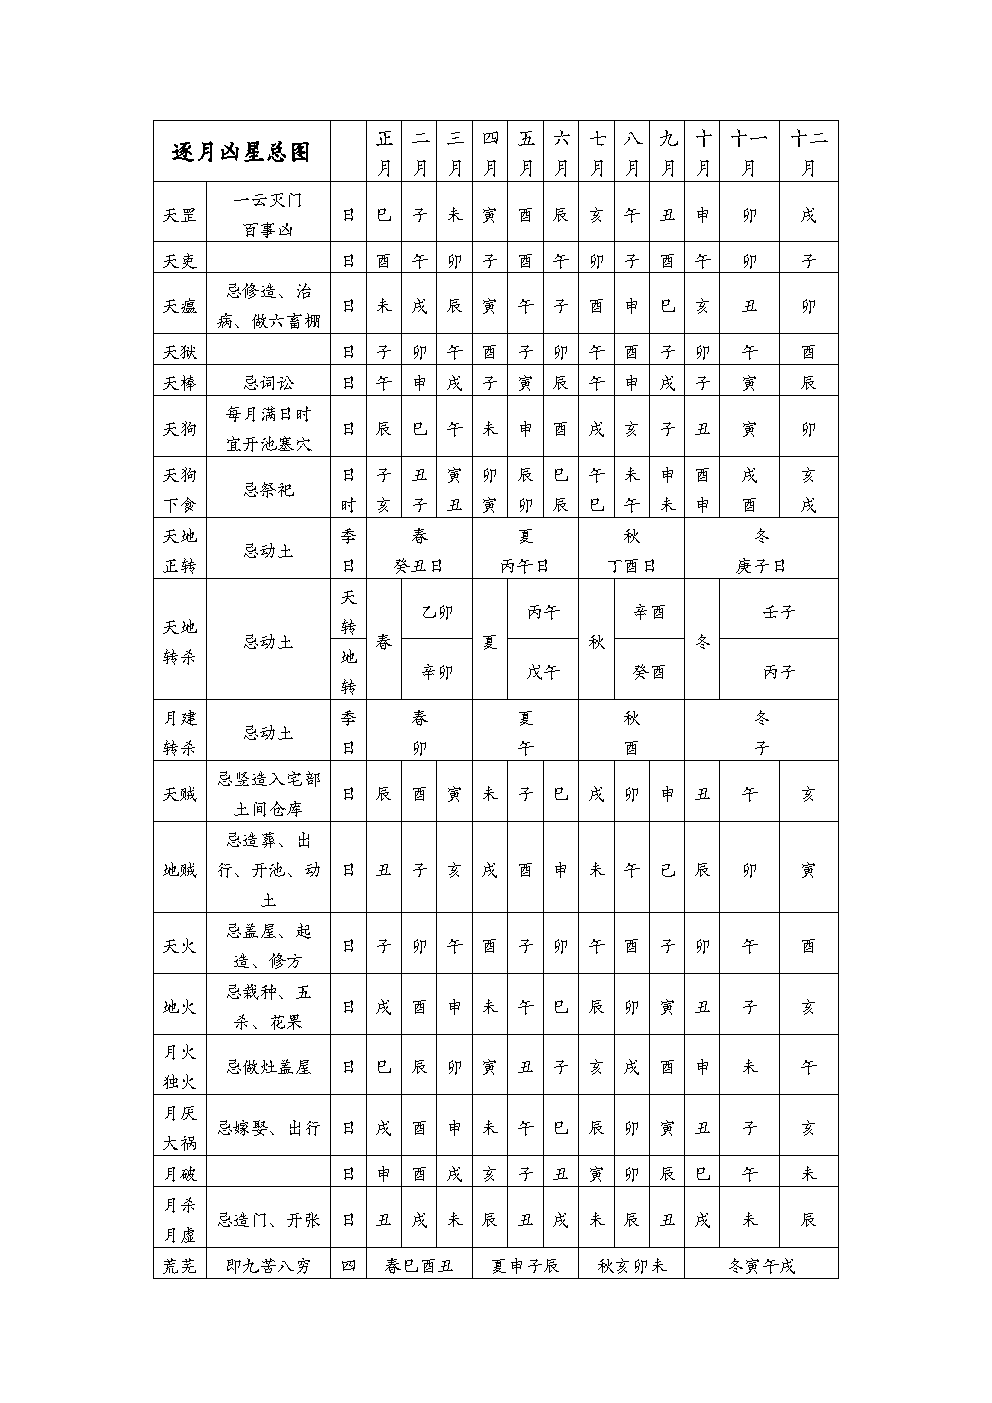 逐月凶星总图 正月 二月 三月 四月 五月 六月 七月 八月 九月 十月 十一月 十二月
天罡 一云灭门百事凶 日 巳 子 未 寅 酉 辰 亥 午 丑 申 卯 戌
天吏 日 酉 午 卯 子 酉 午 卯 子 酉 午 卯 子
天瘟 忌修造、治病、做六畜棚 日 未 戌 辰 寅 午 子 酉 申 巳 亥 丑 卯
天狱 日 子 卯 午 酉 子 卯 午 酉 子 卯 午 酉
天棒 忌词讼 日 午 申 戌 子 寅 辰 午 申 戌 子 寅 辰
天狗 每月满日时宜开池塞穴 日 辰 巳 午 未 申 酉 戌 亥 子 丑 寅 卯
天狗 忌祭祀 日 子 丑 寅 卯 辰 巳 午 未 申 酉 戌 亥
下食 时 亥 子 丑 寅 卯 辰 巳 午 未 申 酉 戌
天地 忌动土 季 春 夏 秋 冬
正转 日 癸丑日 丙午日 丁酉日 庚子日
天地转杀 忌动土 天转 春 乙卯 夏 丙午 秋 辛酉 冬 壬子
地转 辛卯 戊午 癸酉 丙子
月建 忌动土 季 春 夏 秋 冬
转杀 日 卯 午 酉 子
天贼 忌竖造入宅部土间仓库 日 辰 酉 寅 未 子 巳 戌 卯 申 丑 午 亥
地贼 忌造葬、出行、开池、动土 日 丑 子 亥 戌 酉 申 未 午 巳 辰 卯 寅
天火 忌盖屋、起造、修方 日 子 卯 午 酉 子 卯 午 酉 子 卯 午 酉
地火 忌栽种、五杀、花果 日 戌 酉 申 未 午 巳 辰 卯 寅 丑 子 亥
月火独火 忌做灶盖屋 日 巳 辰 卯 寅 丑 子 亥 戌 酉 申 未 午
月厌大祸 忌嫁娶、出行 日 戌 酉 申 未 午 巳 辰 卯 寅 丑 子 亥
月破 日 申 酉 戌 亥 子 丑 寅 卯 辰 巳 午 未
月杀月虚 忌造门、开张 日 丑 戌 未 辰 丑 戌 未 辰 丑 戌 未 辰
荒芜 即九苦八穷 四 春巳酉丑 夏申子辰 秋亥卯未 冬寅午戌